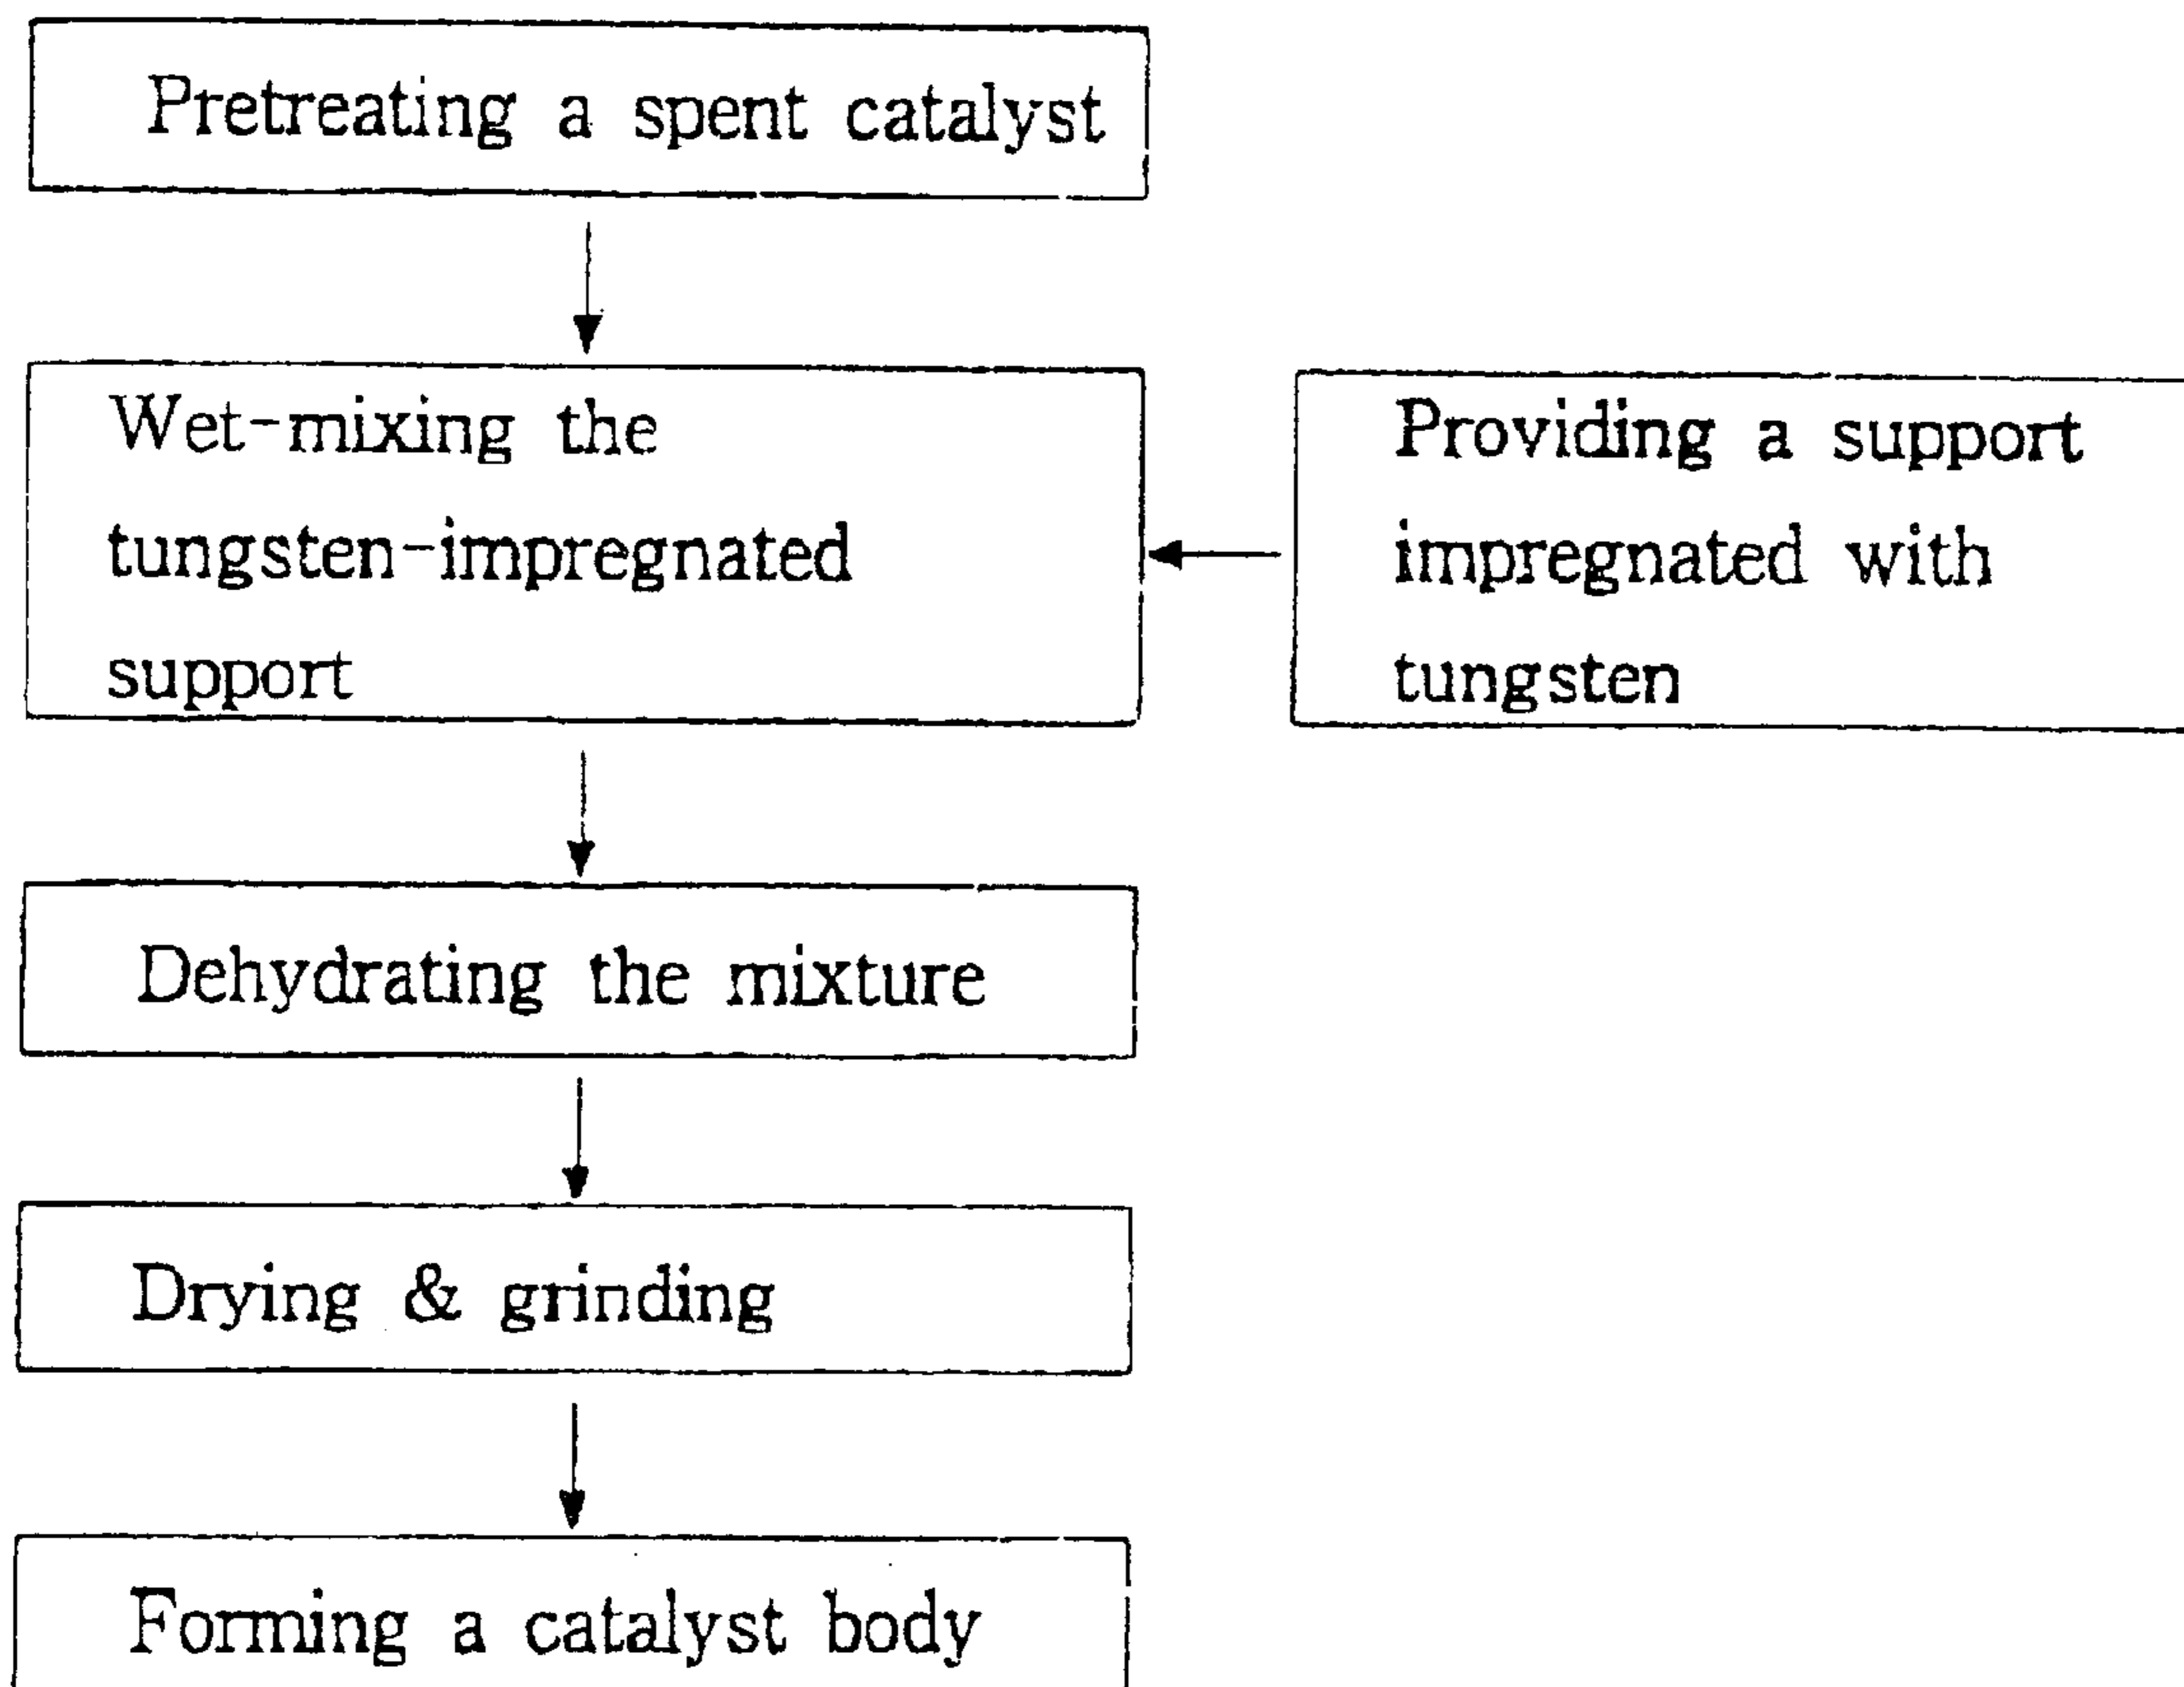 Pretreating a spent catalyst
Wet-mixing the
tungsten-impregnated
support
Providing a support
impregnated with
tungsten
Dehydrating the mixture
Drying & grinding
Forming a catalyst body